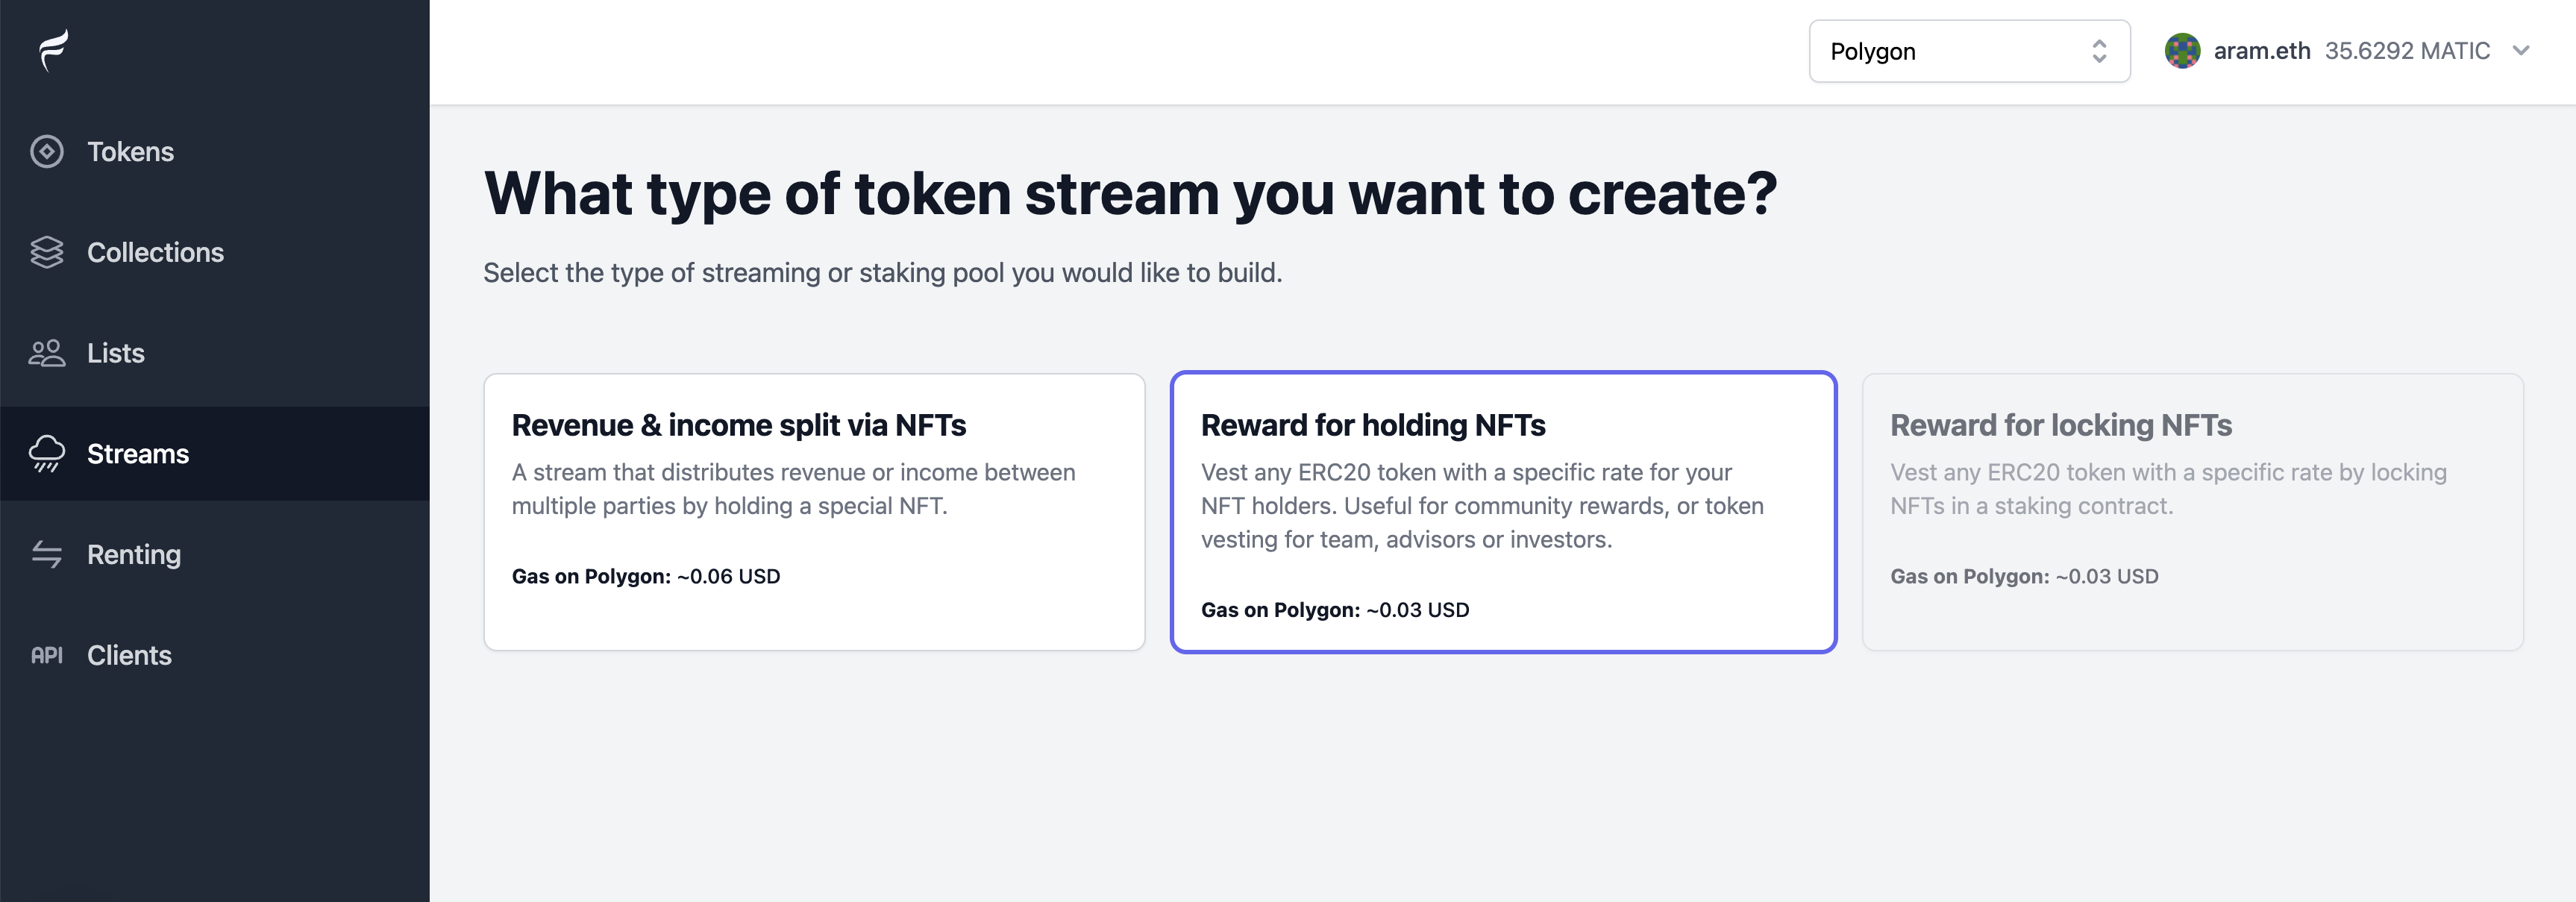 Polygon
aram.eth 35.6292 MATIC
Tokens
Collections
Lists
Streams
Renting
API Clients
What type of token stream you want to create?
Select the type of streaming or staking pool you would like to build.
Revenue & income split via NFTs
A stream that distributes revenue or income between
multiple parties by holding a special NFT.
Gas on Polygon: ~0.06 USD
Reward for holding NFTs
Vest any ERC20 token with a specific rate for your
NFT holders. Useful for community rewards, or token
vesting for team, advisors or investors.
Gas on Polygon: ~0.03 USD
Reward for locking NFTs
Vest any ERC20 token with a specific rate by locking
NFTs in a staking contract.
Gas on Polygon: ~0.03 USD